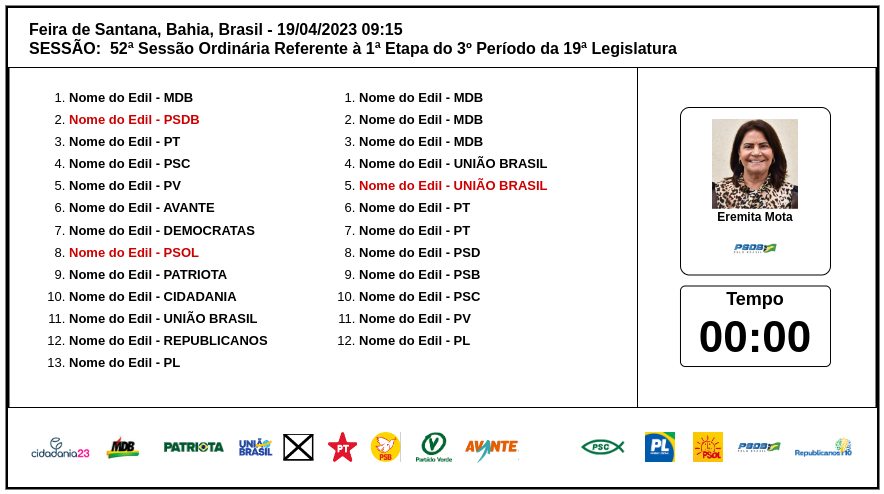 Feira de Santana, Bahia, Brasil - 19/04/2023 09:15
SESSÃO:  52ª Sessão Ordinária Referente à 1ª Etapa do 3º Período da 19ª Legislatura
1. Nome do Edil - MDB
2. Nome do Edil - PSDB
3. Nome do Edil - PT
4. Nome do Edil - PSC
5. Nome do Edil - PV
6. Nome do Edil - AVANTE
7. Nome do Edil - DEMOCRATAS
8. Nome do Edil - PSOL
9. Nome do Edil - PATRIOTA
10. Nome do Edil - CIDADANIA
11. Nome do Edil - UNIÃO BRASIL
12. Nome do Edil - REPUBLICANOS
13. Nome do Edil - PL
1. Nome do Edil - MDB
2. Nome do Edil - MDB
3. Nome do Edil - MDB
4. Nome do Edil - UNIÃO BRASIL
5. Nome do Edil - UNIÃO BRASIL
6. Nome do Edil - PT
7. Nome do Edil - PT
8. Nome do Edil - PSD
9. Nome do Edil - PSB
10. Nome do Edil - PSC
11. Nome do Edil - PV
12. Nome do Edil - PL
Eremita Mota
PSDB
Tempo
00:00
cidadania23
MDB
PATRIOTA
UNIÃO
BRASIL
PT
PSB
Partido Verde
AVANTE
PSC
PL
PSOL
PSDB
Republicanos10